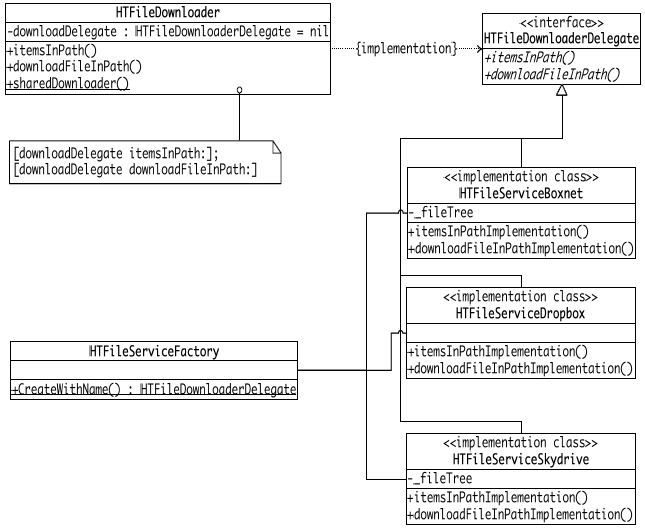 HTFileDownloader
-downloadDelegate : HTFileDownloaderDelegate = nil
+itemsInPath()
+downloadFileInPath()
+sharedDownloader()
{implementation}
<<interface>>
HTFileDownloaderDelegate
+itemsInPath()
+downloadFileInPath()
[downloadDelegate itemsInPath:];
[downloadDelegate downloadFileInPath:]
<<implementation class>>
HTFileServiceBoxnet
-_fileTree
+itemsInPathImplementation()
+downloadFileInPathImplementation()
<<implementation class>>
HTFileServiceDropbox
+itemsInPathImplementation()
+downloadFileInPathImplementation()
HTFileServiceFactory
+CreateWithName() : HTFileDownloaderDelegate
<<implementation class>>
HTFileServiceSkydrive
-_fileTree
+itemsInPathImplementation()
+downloadFileInPathImplementation()